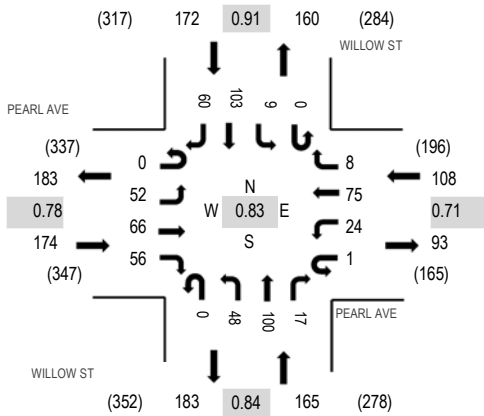 (317) 172 0.91 160 (284)
WILLOW ST
PEARL AVE
60 103 9 0
(337) 0 8 (196)
183 52 N 75 108
0.78 66 W 0.83 E 24 0.71
174 56 S 1 93
(347) (165)
0 48 100 17
PEARL AVE
WILLOW ST
(352) 183 0.84 165 (278)